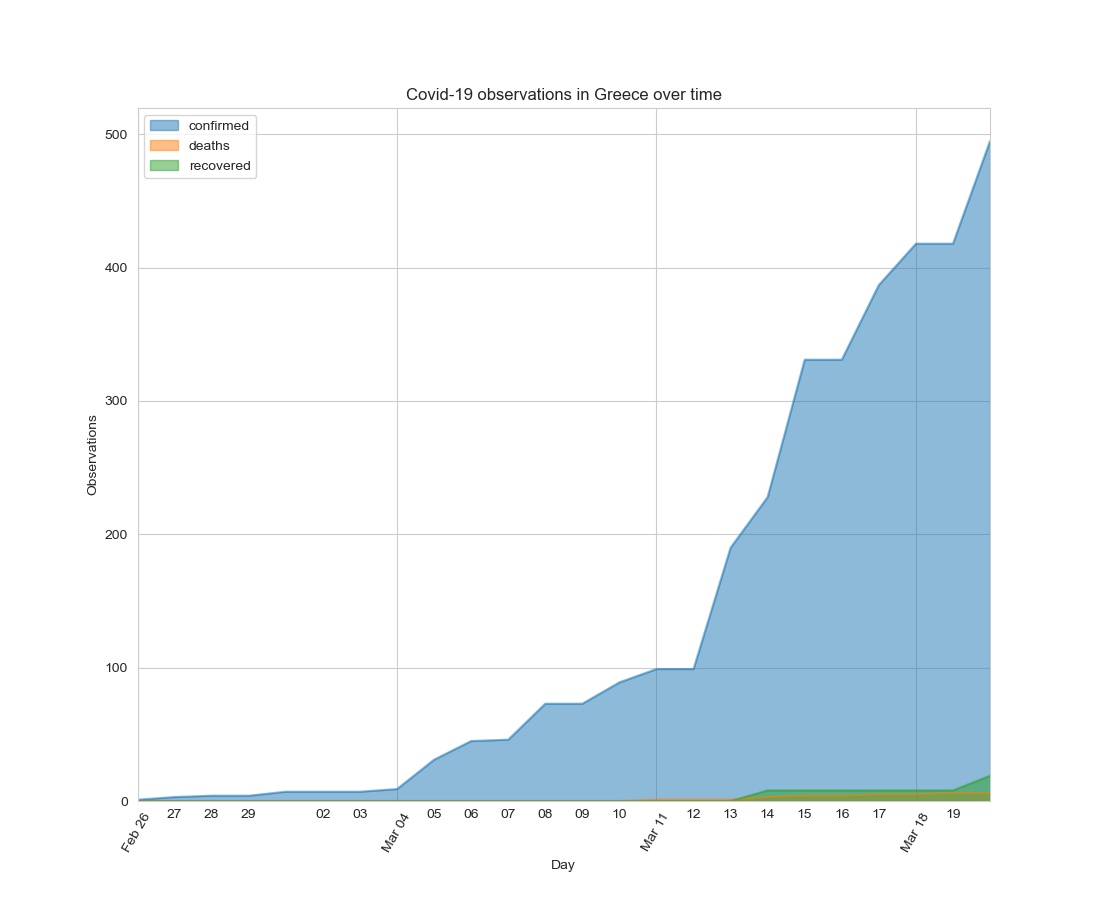 Covid-19 observations in Greece over time
confirmed
deaths
recovered
500
400
300
200
100
0
Observations
Feb 26
27
28
29
02
03
Mar 04
05
06
07
08
09
10
Mar 11
12
13
14
15
16
17
Mar 18
19
Day